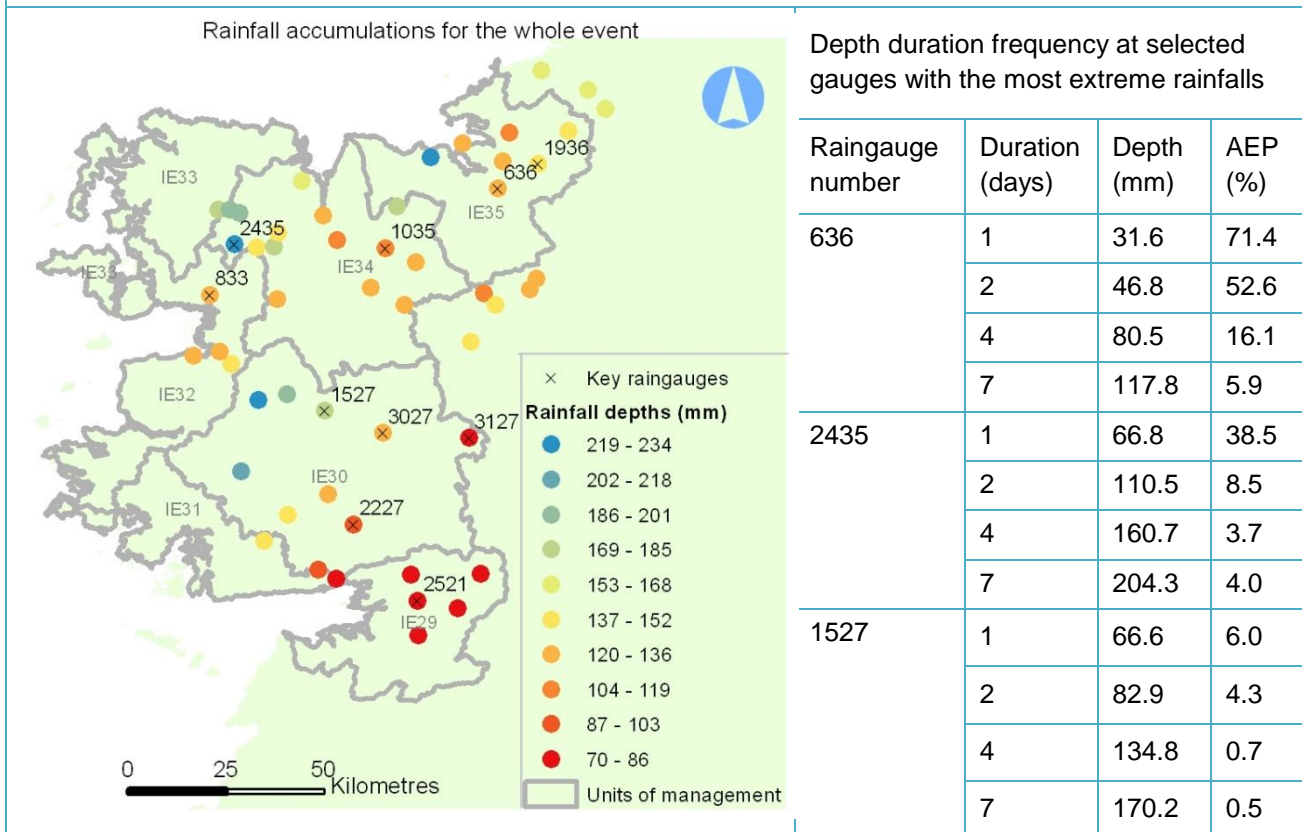 Rainfall accumulations for the whole event
1936
636
IE33
IE35
2435
1035
IE34
IE33
833
IE32
1527
3027
3127
IE30
IE31
2227
2521
IE29
Key raingauges
Rainfall depths (mm)
219 - 234
202 - 218
186 - 201
169 - 185
153 - 168
137 - 152
120 - 136
104 - 119
87 - 103
70 - 86
Units of management
0 25 50
Kilometres
Depth duration frequency at selected
gauges with the most extreme rainfalls
Raingauge number Duration (days) Depth (mm) AEP (%)
636 1 31.6 71.4
2 46.8 52.6
4 80.5 16.1
7 117.8 5.9
2435 1 66.8 38.5
2 110.5 8.5
4 160.7 3.7
7 204.3 4.0
1527 1 66.6 6.0
2 82.9 4.3
4 134.8 0.7
7 170.2 0.5